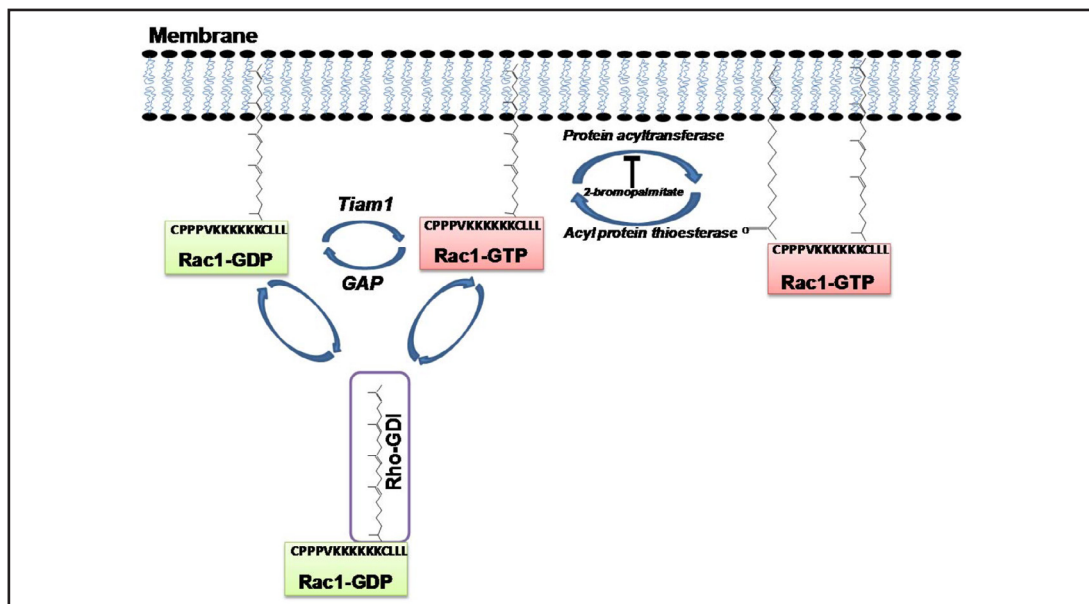 Membrane
Protein acyltransferase
2-bromopalmitate
Acyl protein thioesterase
O
Tiam1
GAP
CPPPVKKKKKKCLLL
Rac1-GDP
CPPPVKKKKKKCLLL
Rac1-GTP
CPPPVKKKKKKCLLL
Rac1-GTP
Rho-GDI
CPPPVKKKKKKCLLL
Rac1-GDP